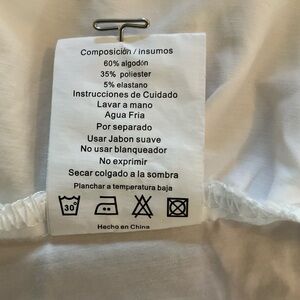 Composición / insumos
60% algodón
35% poliester
5% elastano
Instrucciones de Cuidado
Lavar a mano
Agua Fria
Por separado
Usar Jabon suave
No usar blanqueador
No exprimir
Secar colgado a la sombra
Planchar a temperatura baja
30°
Hecho en China